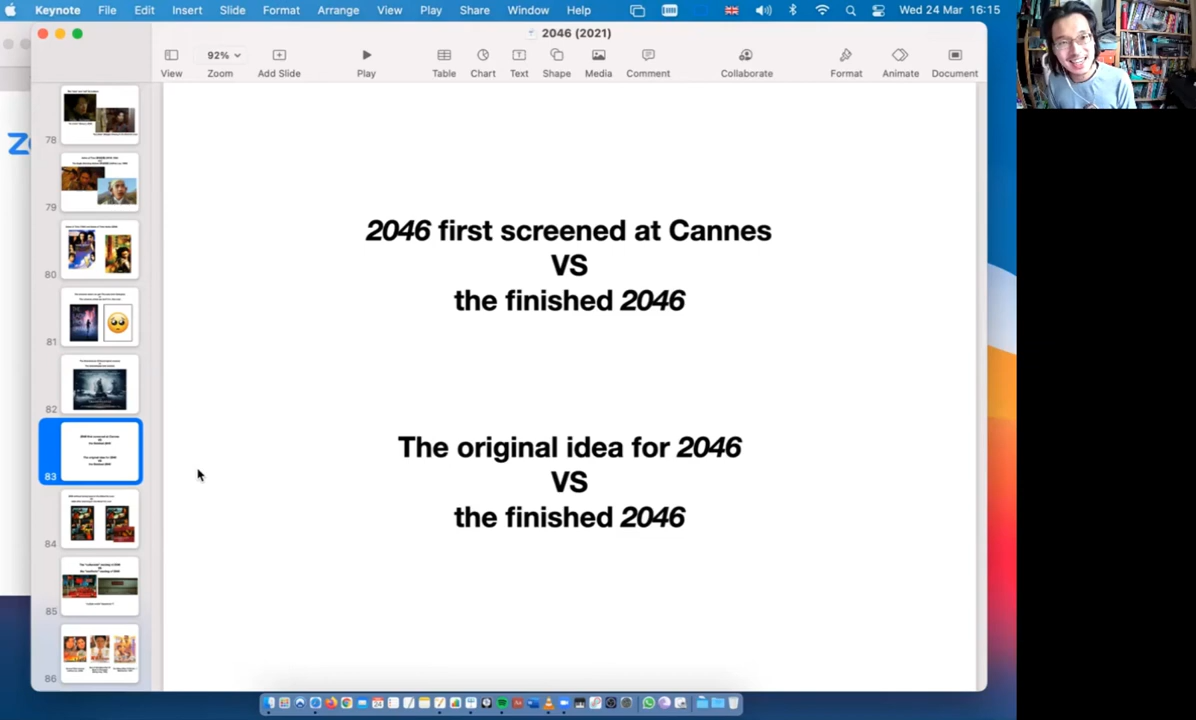 Keynote File Edit Insert Slide Format Arrange View Play Share Window Help Wed 24 Mar 16:15
2046 (2021)
92%
View Zoom Add Slide Play Table Chart Text Shape Media Comment Collaborate Format Animate Document
78
79
80
81
82
83
84
85
86
2046 first screened at Cannes
VS
the finished 2046
The original idea for 2046
VS
the finished 2046